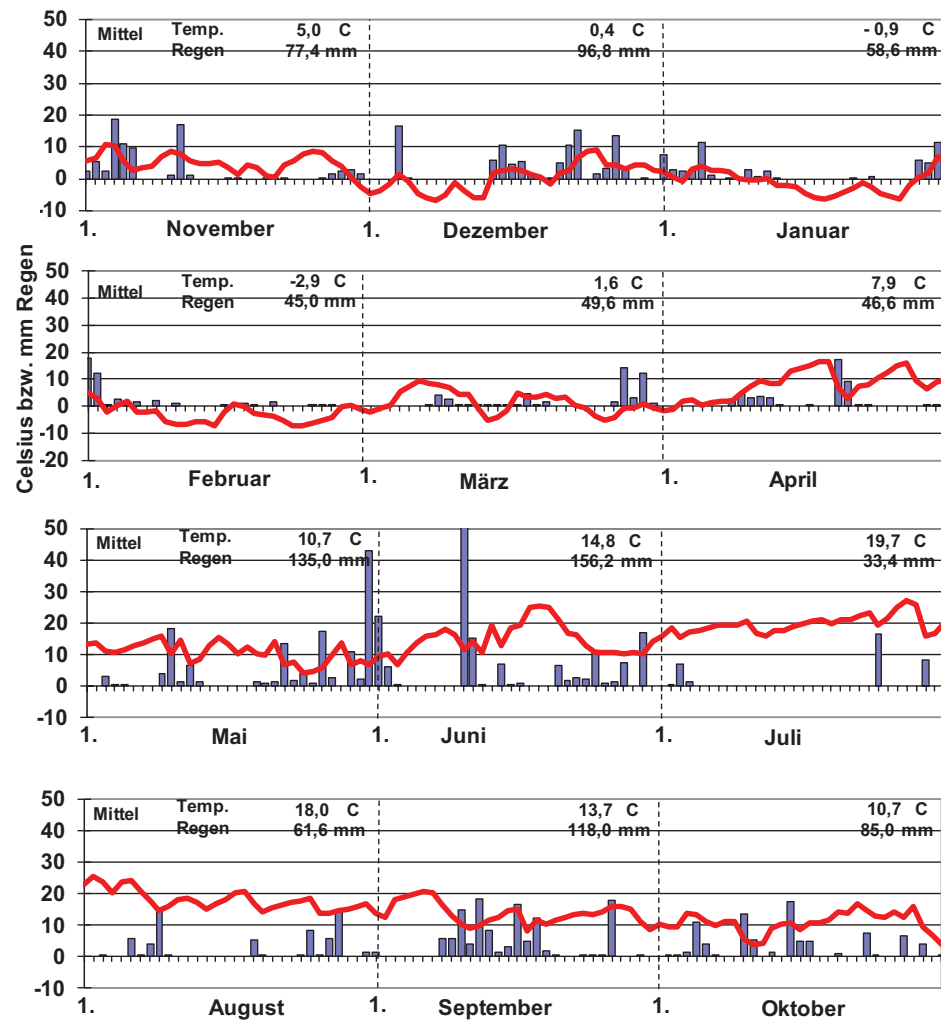 Celsius bzw. mm Regen
50
40
30
20
10
0
-10
Mittel Temp. 5,0 C 0,4 C - 0,9 C
Regen 77,4 mm 96,8 mm 58,6 mm
1. November 1. Dezember 1. Januar
50
40
30
20
10
0
-10
-20
Mittel Temp. -2,9 C 1,6 C 7,9 C
Regen 45,0 mm 49,6 mm 46,6 mm
1. Februar 1. März 1. April
50
40
30
20
10
0
-10
Mittel Temp. 10,7 C 14,8 C 19,7 C
Regen 135,0 mm 156,2 mm 33,4 mm
1. Mai 1. Juni 1. Juli
50
40
30
20
10
0
-10
Mittel Temp. 18,0 C 13,7 C 10,7 C
Regen 61,6 mm 118,0 mm 85,0 mm
1. August 1. September 1. Oktober